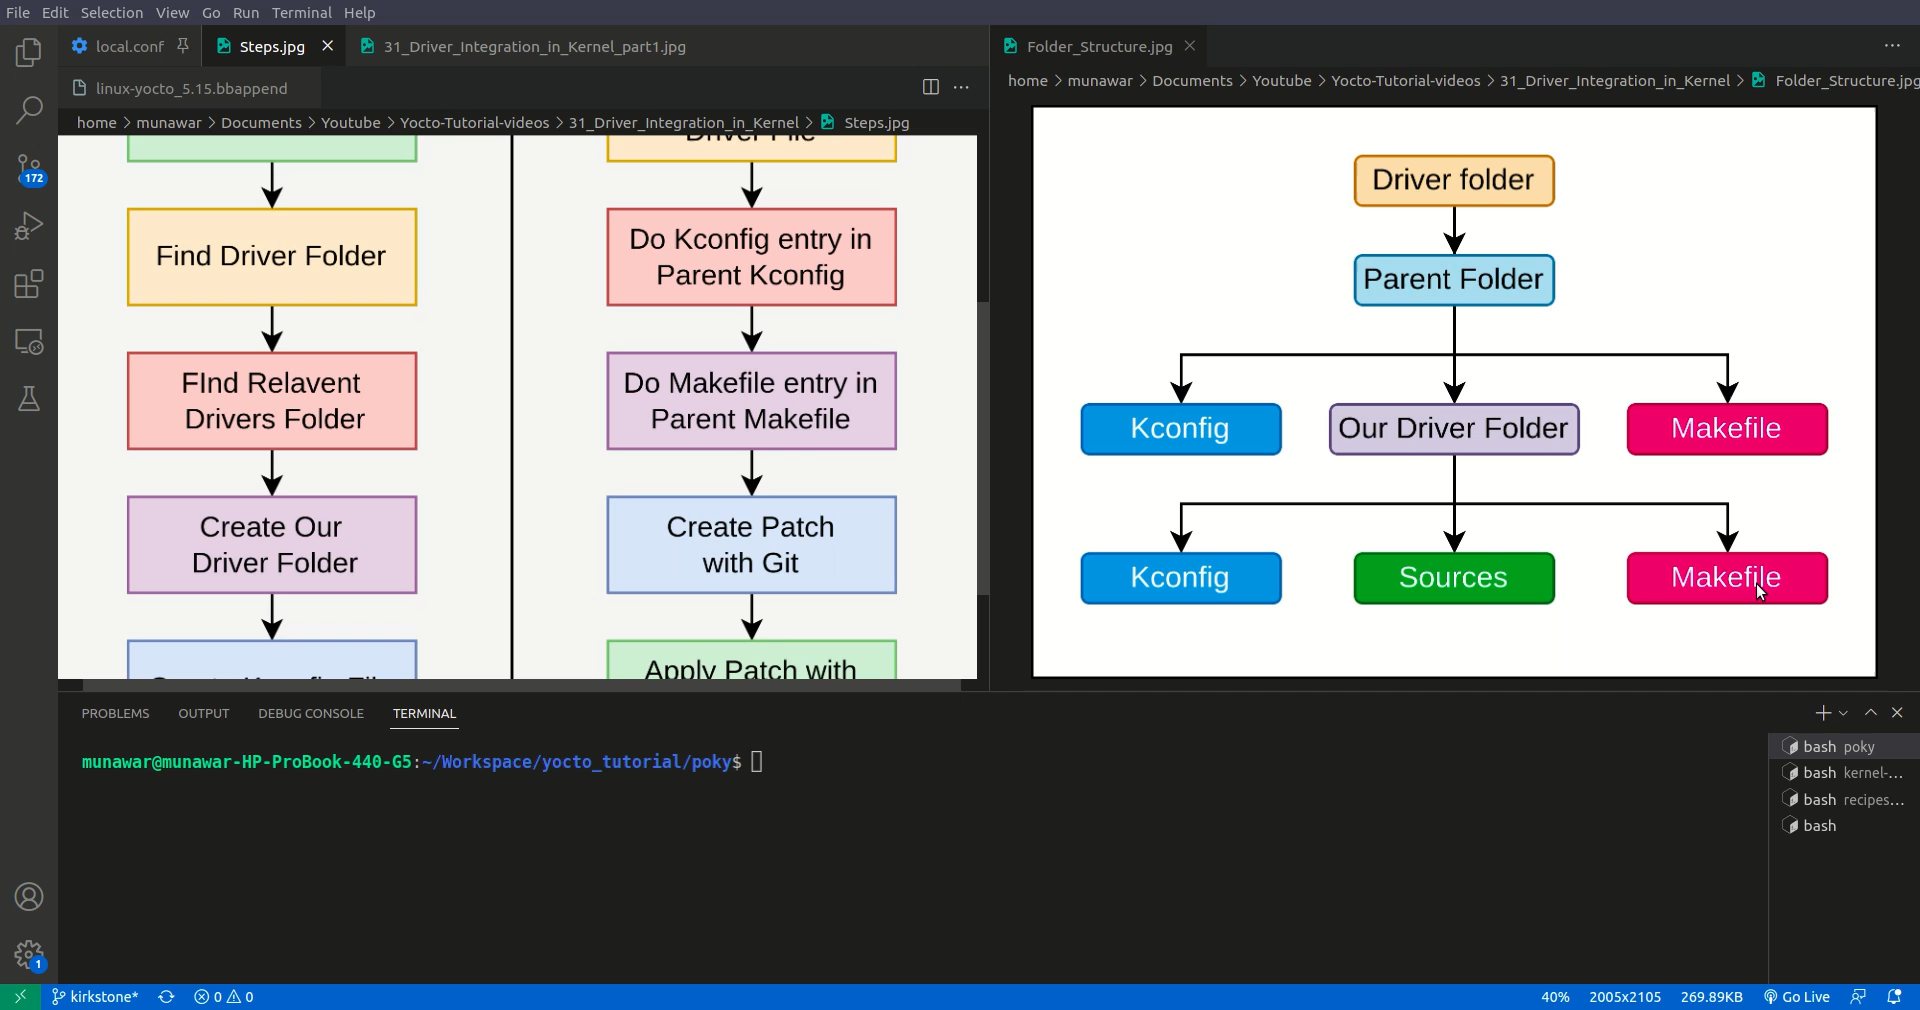 File Edit Selection View Go Run Terminal Help
local.conf
Steps.jpg
31_Driver_Integration_in_Kernel_part1.jpg
linux-yocto_5.15.bbappend
home > munawar > Documents > Youtube > Yocto-Tutorial-videos > 31_Driver_Integration_in_Kernel > Steps.jpg
Find Driver Folder
FInd Relavent
Drivers Folder
Create Our
Driver Folder
Driver File
Do Kconfig entry in
Parent Kconfig
Do Makefile entry in
Parent Makefile
Create Patch
with Git
Apply Patch with
Folder_Structure.jpg
home > munawar > Documents > Youtube > Yocto-Tutorial-videos > 31_Driver_Integration_in_Kernel > Folder_Structure.jpg
Driver folder
Parent Folder
Kconfig
Our Driver Folder
Makefile
Kconfig
Sources
Makefile
172
PROBLEMS OUTPUT DEBUG CONSOLE TERMINAL
munawar@munawar-HP-ProBook-440-G5:~/Workspace/yocto_tutorial/poky$
bash poky
bash kernel-...
bash recipes...
bash
1
kirkstone* 0 0
40% 2005x2105 269.89KB Go Live